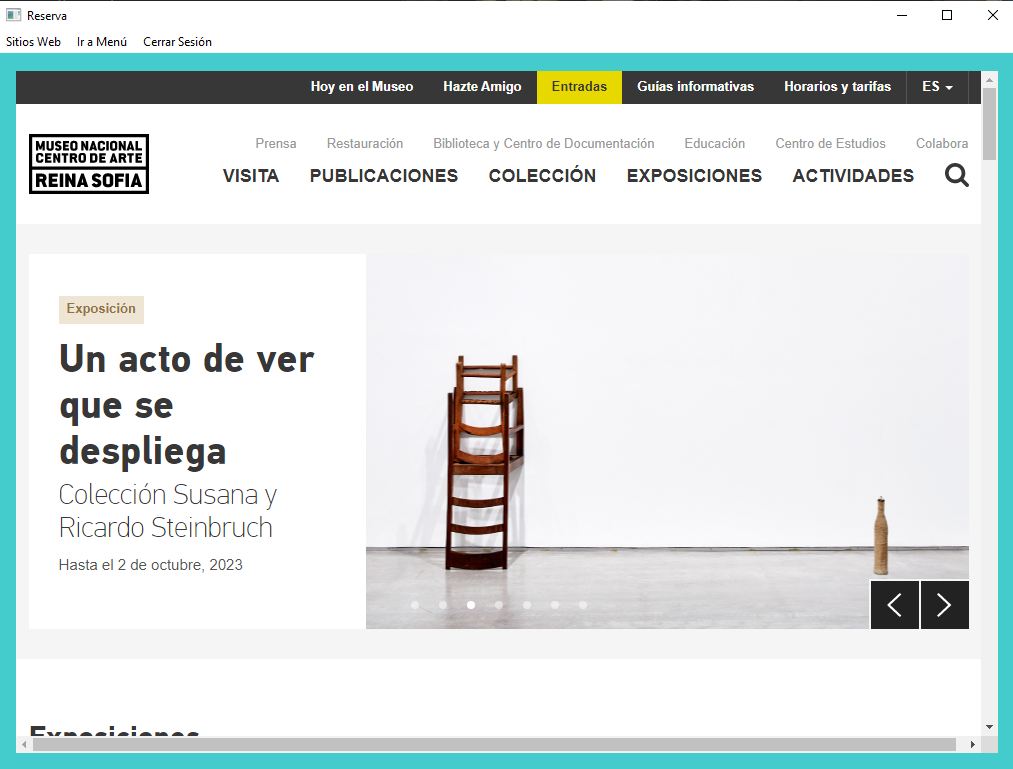 Reserva
Sitios Web Ir a Menú Cerrar Sesión
Hoy en el Museo Hazte Amigo Entradas Guías informativas Horarios y tarifas ES
Prensa Restauración Biblioteca y Centro de Documentación Educación Centro de Estudios Colabora
MUSEO NACIONAL
CENTRO DE ARTE
REINA SOFIA
VISITA PUBLICACIONES COLECCIÓN EXPOSICIONES ACTIVIDADES
Exposición
Un acto de ver
que se
despliega
Colección Susana y
Ricardo Steinbruch
Hasta el 2 de octubre, 2023
Exposiciones